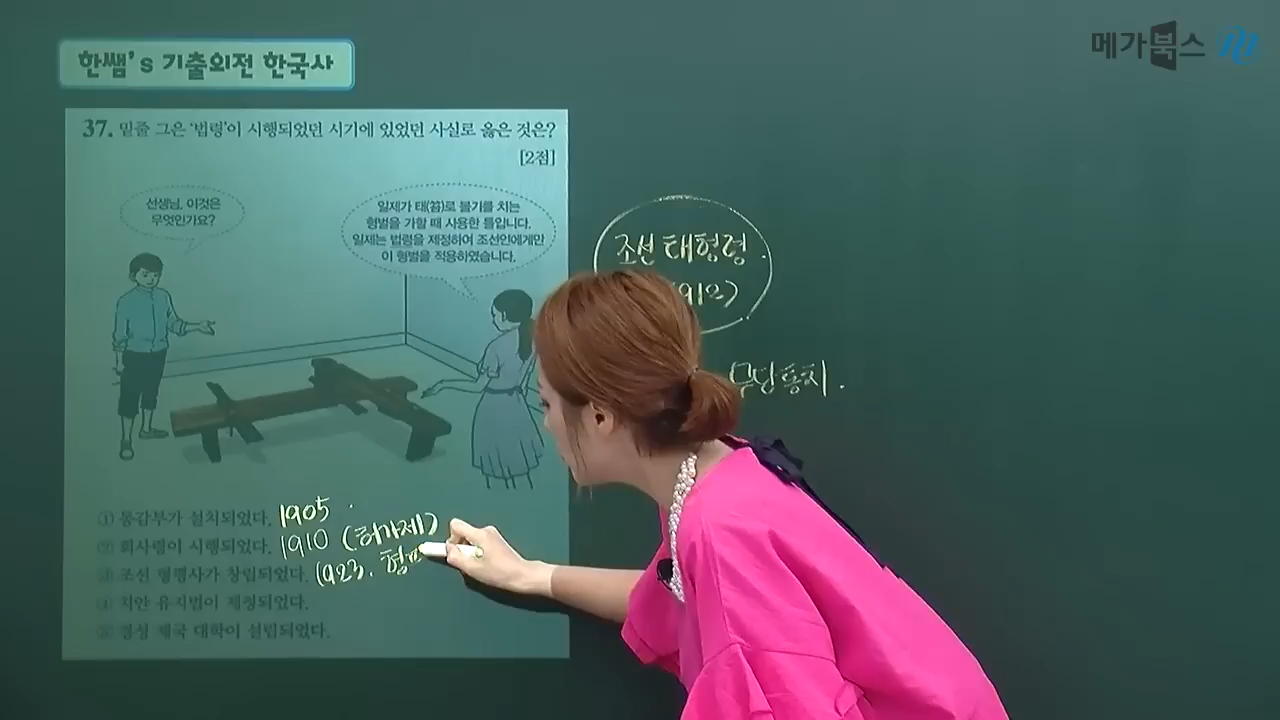 한쌤's 기출외전 한국사
메가북스
37. 밑줄 그은 '법령'이 시행되었던 시기에 있었던 사실로 옳은 것은?
[2점]
선생님, 이것은
무엇인가요?
일제가 태(笞)로 볼기를 치는
형벌을 가할 때 사용한 틀입니다.
일제는 법령을 제정하여 조선인에게만
이 형벌을 적용하였습니다.
조선 태형령.
912)
무단통치.
① 통감부가 설치되었다. 1905.
② 회사령이 시행되었다. 1910 (허가제)
③ 조선 형평사가 창립되었다. 1923.
④ 치안 유지법이 제정되었다.
⑤ 경성 제국 대학이 설립되었다.